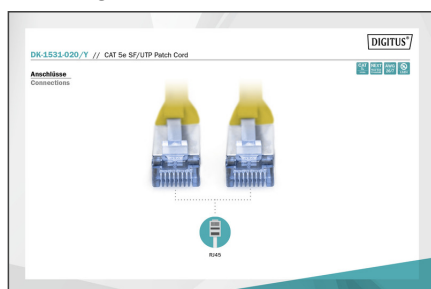 DIGITUS®
DK-1531-020/Y // CAT 5e SF/UTP Patch Cord
Anschlüsse
Connections
RJ45